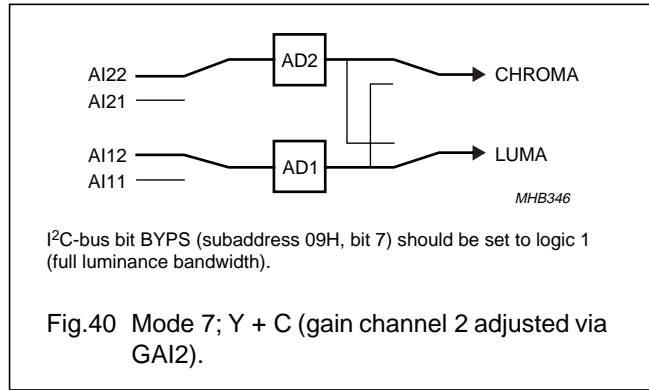 AI22
AD2
CHROMA
AI21
AI12
LUMA
AI11
AD1
MHB346
I²C-bus bit BYPS (subaddress 09H, bit 7) should be set to logic 1
(full luminance bandwidth).
Fig.40 Mode 7; Y + C (gain channel 2 adjusted via
GAI2).